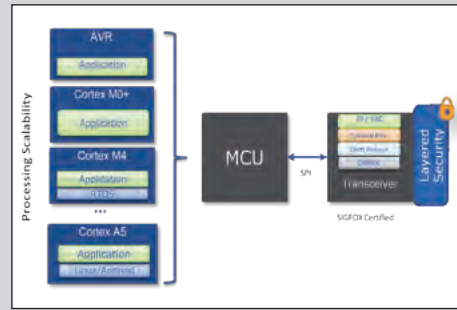 Processing Scalability
AVR
Application
Cortex M0+
Application
Cortex M4
Application
RTOS
...
Cortex A5
Application
Linux/Android
MCU
SPI
Transceiver
SIGFOX Certified
Layered
Security